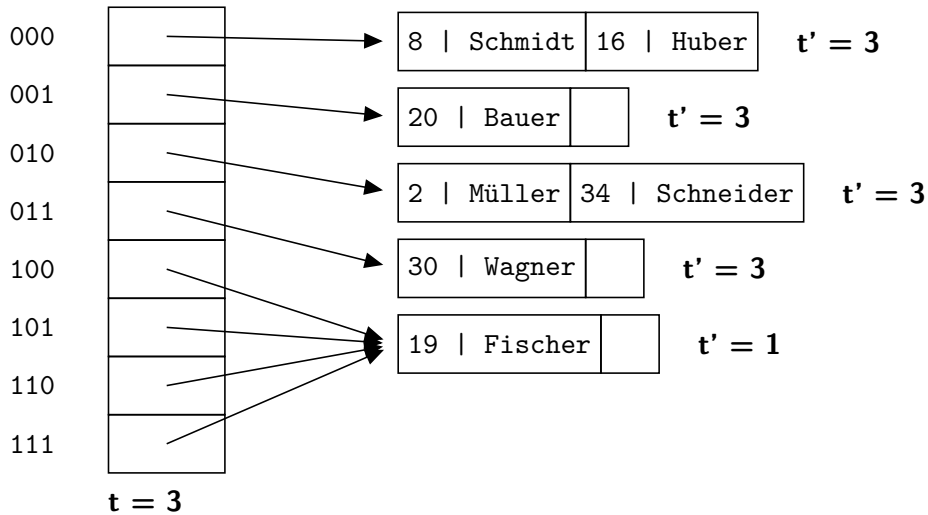 000
8 | Schmidt 16 | Huber t’ = 3
001
20 | Bauer t’ = 3
010
2 | Müller 34 | Schneider t’ = 3
011
30 | Wagner t’ = 3
100
101
19 | Fischer t’ = 1
110
111
t = 3